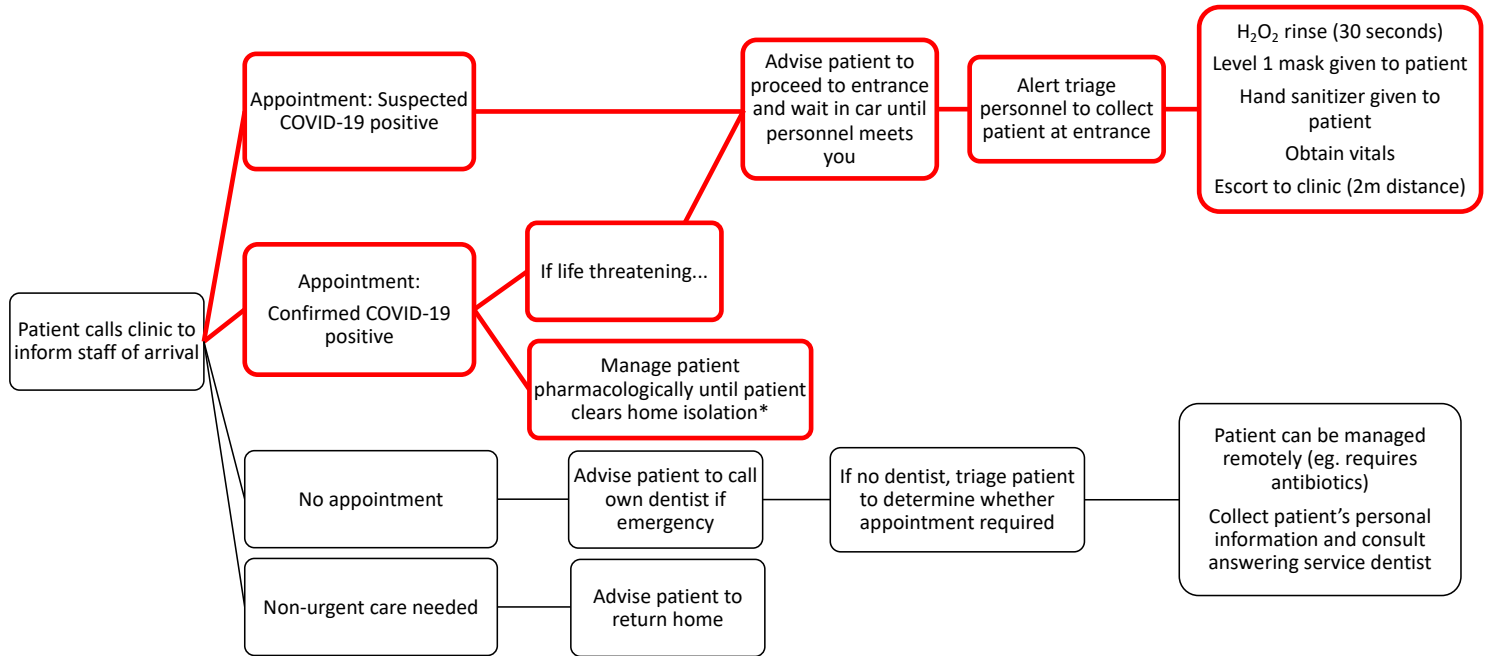 Patient calls clinic to
inform staff of arrival
Appointment: Suspected
COVID-19 positive
Appointment:
Confirmed COVID-19
positive
If life threatening...
Manage patient
pharmacologically until patient
clears home isolation*
Advise patient to
proceed to entrance
and wait in car until
personnel meets
you
Alert triage
personnel to collect
patient at entrance
H₂O₂ rinse (30 seconds)
Level 1 mask given to patient
Hand sanitizer given to
patient
Obtain vitals
Escort to clinic (2m distance)
No appointment
Advise patient to call
own dentist if
emergency
If no dentist, triage patient
to determine whether
appointment required
Patient can be managed
remotely (eg. requires
antibiotics)
Collect patient’s personal
information and consult
answering service dentist
Non-urgent care needed
Advise patient to
return home